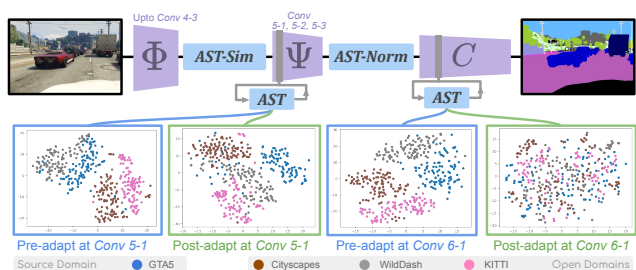 Upto Conv 4-3
Conv
5-1, 5-2, 5-3
Φ
AST-Sim
Ψ
AST-Norm
C
AST
AST
Pre-adapt at Conv 5-1
Post-adapt at Conv 5-1
Pre-adapt at Conv 6-1
Post-adapt at Conv 6-1
Source Domain
GTA5
Cityscapes
WildDash
KITTI
Open Domains